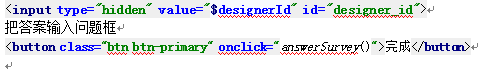 <input type="hidden" value="$designerId" id="designer_id">
把答案输入问题框
<button class="btn btn-primary" onclick="answerSurvey()">完成</button>